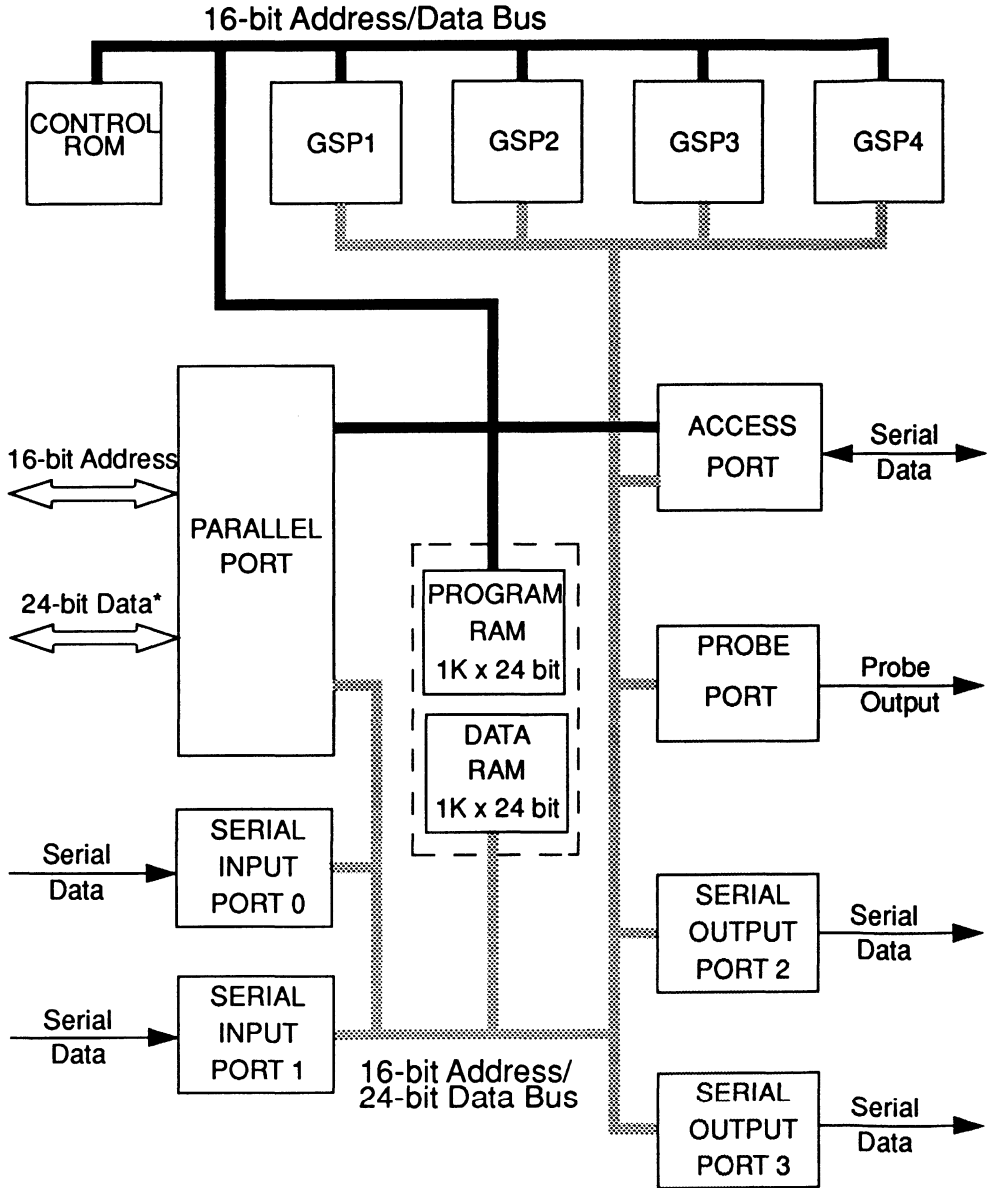 16-bit Address/Data Bus
CONTROL
ROM
GSP1
GSP2
GSP3
GSP4
16-bit Address
24-bit Data*
PARALLEL
PORT
ACCESS
PORT
Serial
Data
PROGRAM
RAM
1K x 24 bit
DATA
RAM
1K x 24 bit
PROBE
PORT
Probe
Output
Serial
Data
SERIAL
INPUT
PORT 0
SERIAL
OUTPUT
PORT 2
Serial
Data
Serial
Data
SERIAL
INPUT
PORT 1
16-bit Address/
24-bit Data Bus
SERIAL
OUTPUT
PORT 3
Serial
Data